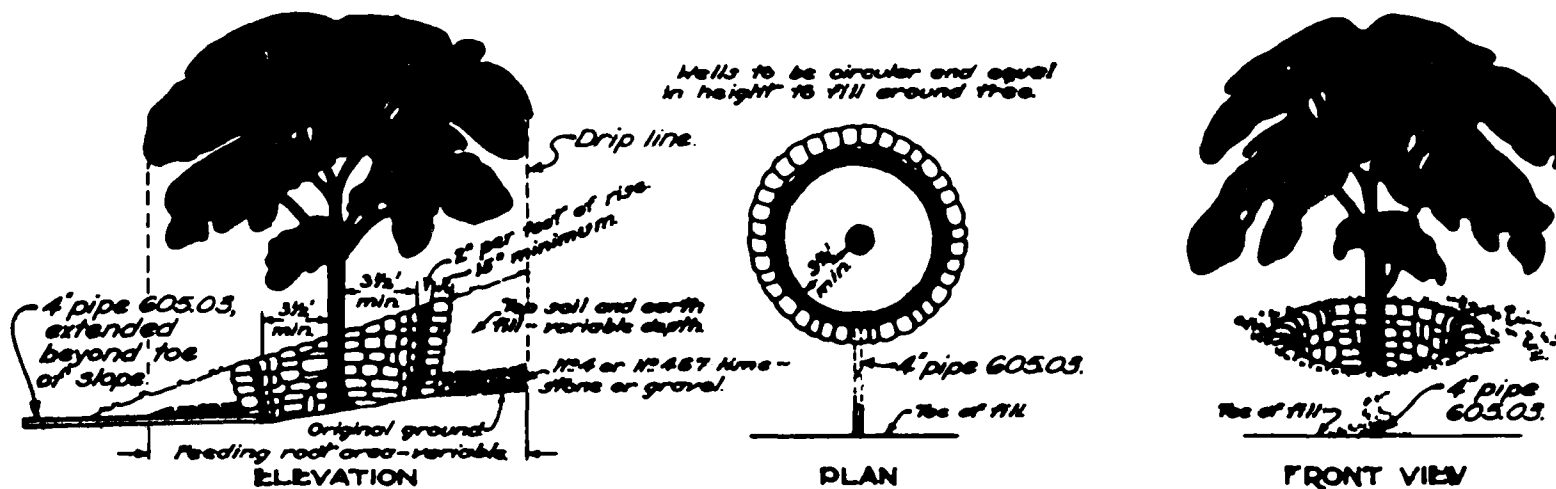 Wells to be circular and equal
in height to fill around tree.
Drip line.
2" per foot of rise
15" minimum.
3½'
min.
3½'
min.
4" pipe 605.03,
extended
beyond toe
of slope.
Top soil and earth
fill - variable depth.
Nº 4 or Nº 467 lime-
stone or gravel.
Original ground
Feeding root area - variable
ELEVATION
3½'
min
4" pipe 605.03.
Toe of fill
PLAN
Toe of fill
4" pipe
605.03.
FRONT VIEW